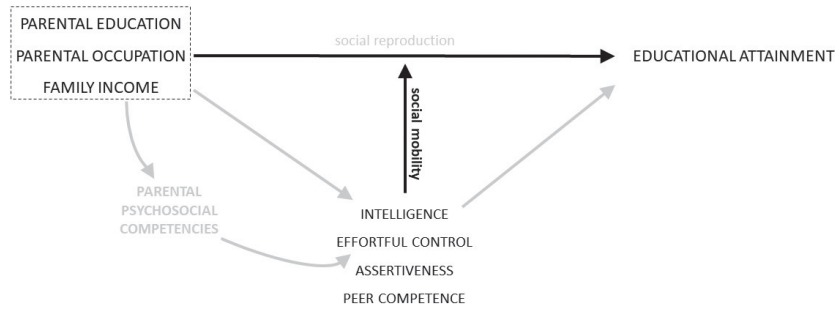 PARENTAL EDUCATION
PARENTAL OCCUPATION
FAMILY INCOME
social reproduction
EDUCATIONAL ATTAINMENT
social mobility
PARENTAL
PSYCHOSOCIAL
COMPETENCIES
INTELLIGENCE
EFFORTFUL CONTROL
ASSERTIVENESS
PEER COMPETENCE